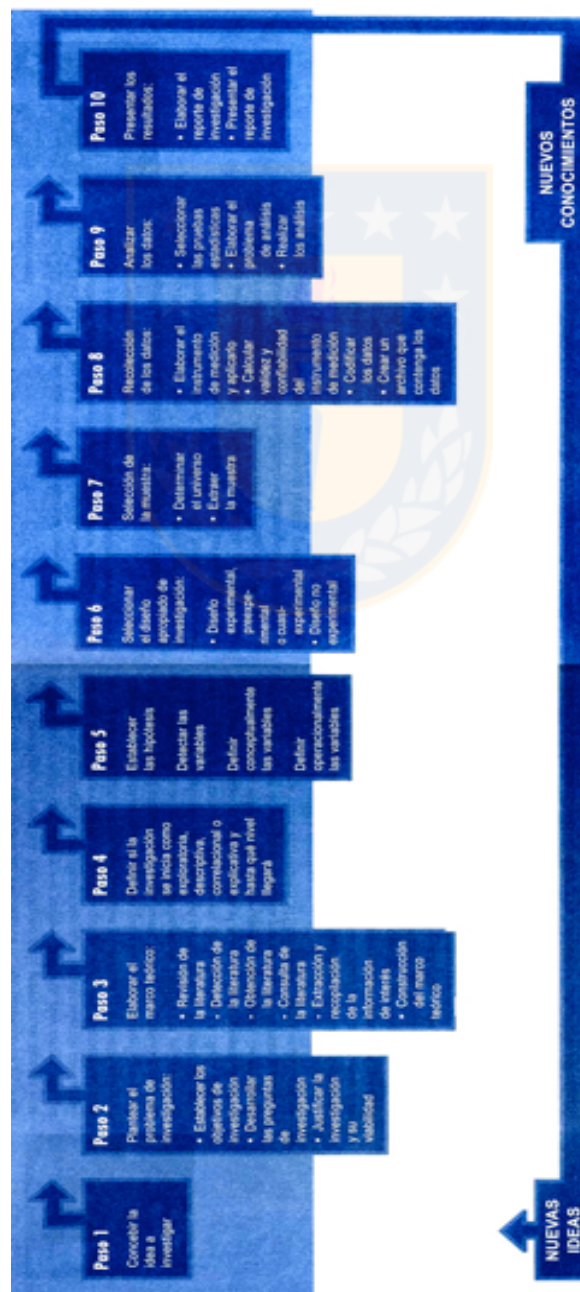 Paso 1
Concebir la
idea a
investigar
Paso 2
Plantear el
problema de
investigación:
• Establecer los
objetivos de
investigación
• Desarrollar
las preguntas
de
investigación
• Justificar la
investigación
y su
viabilidad
Paso 3
Elaborar el
marco teórico:
• Revisión de
la literatura
- Detección de
la literatura
- Obtención de
la literatura
- Consulta de
la literatura
- Extracción y
recopilación
de la
información
de interés
• Construcción
del marco
teórico
Paso 4
Definir si la
investigación
se inicia como
exploratoria,
descriptiva,
correlacional o
explicativa y
hasta qué nivel
llegará
Paso 5
Establecer
las hipótesis
Detectar las
variables
Definir
conceptualmente
las variables
Definir
operacionalmente
las variables
Paso 6
Seleccionar
el diseño
apropiado de
investigación:
• Diseño
experimental,
preexpe-
rimental
o cuasi-
experimental
• Diseño no
experimental
Paso 7
Selección de
la muestra:
• Determinar
el universo
• Extraer
la muestra
Paso 8
Recolección
de los datos:
• Elaborar el
instrumento
de medición
y aplicarlo
• Calcular
validez y
confiabilidad
del
instrumento
de medición
• Codificar
los datos
• Crear un
archivo que
contenga los
datos
Paso 9
Analizar
los datos:
• Seleccionar
las pruebas
estadísticas
• Elaborar el
problema
de análisis
• Realizar
los análisis
Paso 10
Presentar los
resultados:
• Elaborar el
reporte de
investigación
• Presentar el
reporte de
investigación
NUEVAS
IDEAS
NUEVOS
CONOCIMIENTOS